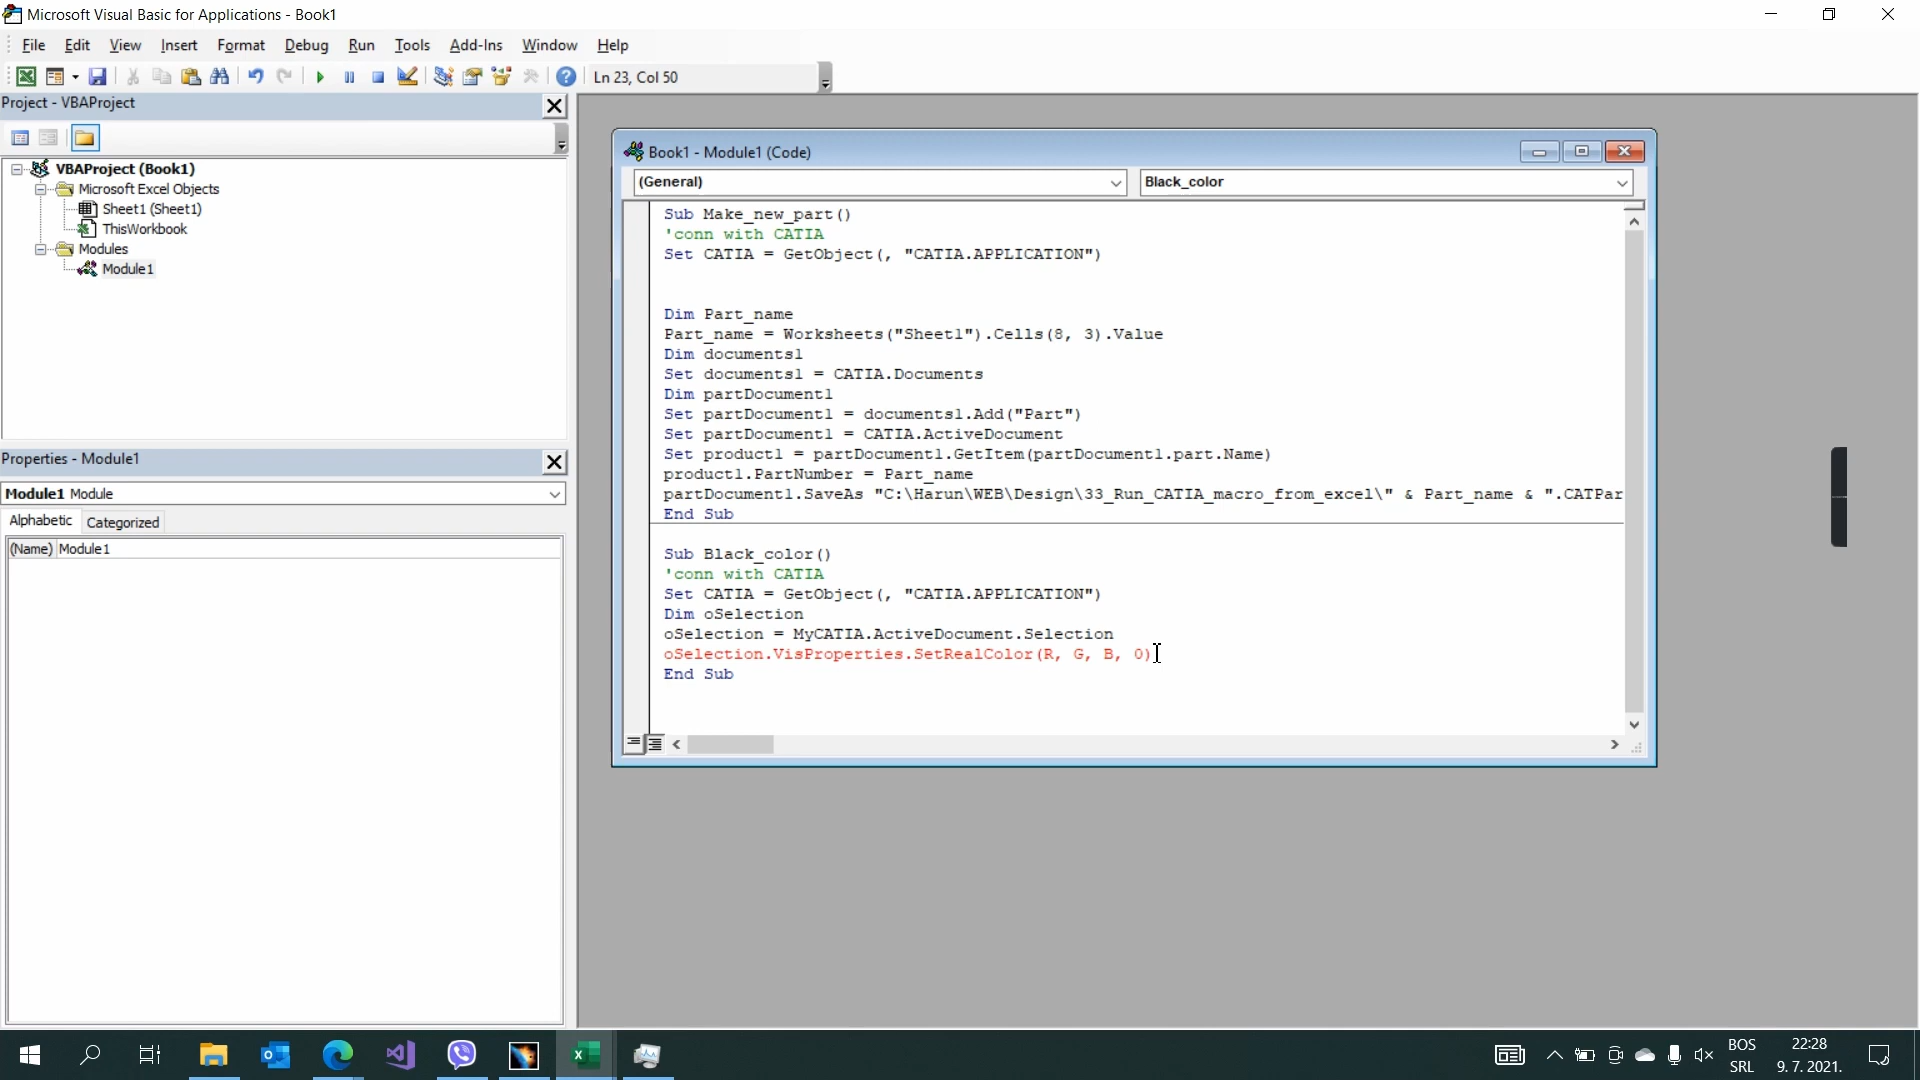 Microsoft Visual Basic for Applications - Book1
File Edit View Insert Format Debug Run Tools Add-Ins Window Help
Ln 23, Col 50
Project - VBAProject
VBAProject (Book1)
Microsoft Excel Objects
Sheet1 (Sheet1)
ThisWorkbook
Modules
Module1
Properties - Module1
Module1 Module
Alphabetic Categorized
(Name) Module1
Book1 - Module1 (Code)
(General) Black_color
Sub Make_new_part()
'conn with CATIA
Set CATIA = GetObject(, "CATIA.APPLICATION")
Dim Part_name
Part_name = Worksheets("Sheet1").Cells(8, 3).Value
Dim documents1
Set documents1 = CATIA.Documents
Dim partDocument1
Set partDocument1 = documents1.Add("Part")
Set partDocument1 = CATIA.ActiveDocument
Set product1 = partDocument1.GetItem(partDocument1.part.Name)
product1.PartNumber = Part_name
partDocument1.SaveAs "C:\Harun\WEB\Design\33_Run_CATIA_macro_from_excel\" & Part_name & ".CATPar
End Sub
Sub Black_color()
'conn with CATIA
Set CATIA = GetObject(, "CATIA.APPLICATION")
Dim oSelection
oSelection = MyCATIA.ActiveDocument.Selection
oSelection.VisProperties.SetRealColor(R, G, B, 0)
End Sub
BOS
SRL
22:28
9. 7. 2021.